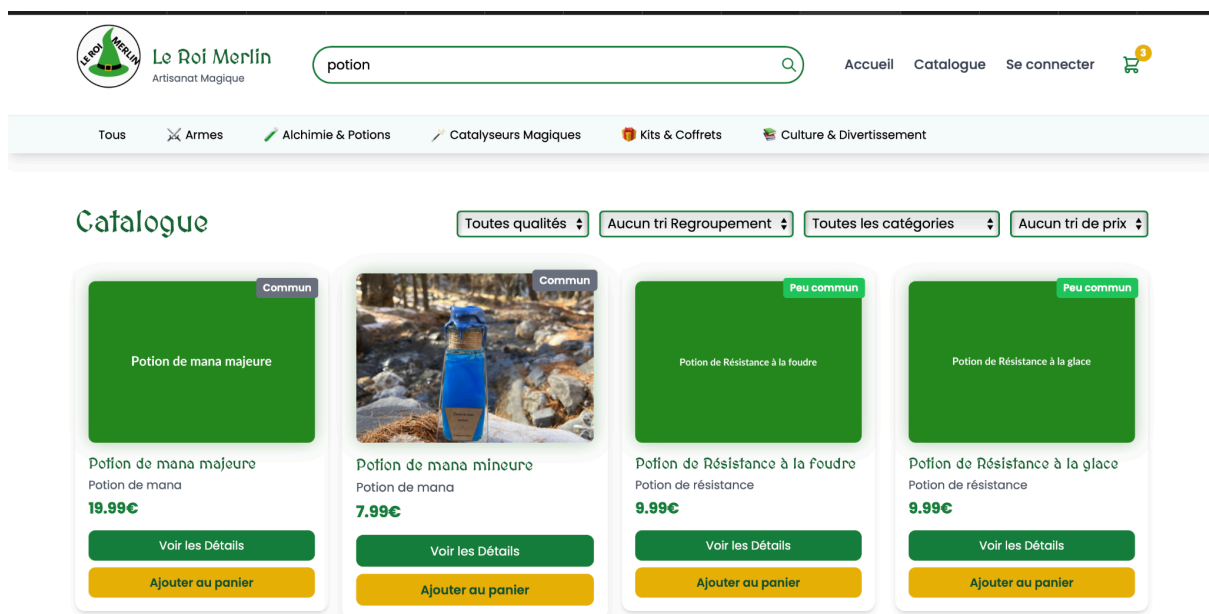 LE ROI MERLIN
Le Roi Merlin
Artisanat Magique
potion
Accueil Catalogue Se connecter 3
Tous Armes Alchimie & Potions Catalyseurs Magiques Kits & Coffrets Culture & Divertissement
Catalogue
Toutes qualités Aucun tri Regroupement Toutes les catégories Aucun tri de prix
Commun
Potion de mana majeure
Potion de mana majeure
Potion de mana
19.99€
Voir les Détails
Ajouter au panier
Commun
Potion de mana mineure
Potion de mana
7.99€
Voir les Détails
Ajouter au panier
Peu commun
Potion de Résistance à la foudre
Potion de Résistance à la foudre
Potion de résistance
9.99€
Voir les Détails
Ajouter au panier
Peu commun
Potion de Résistance à la glace
Potion de Résistance à la glace
Potion de résistance
9.99€
Voir les Détails
Ajouter au panier